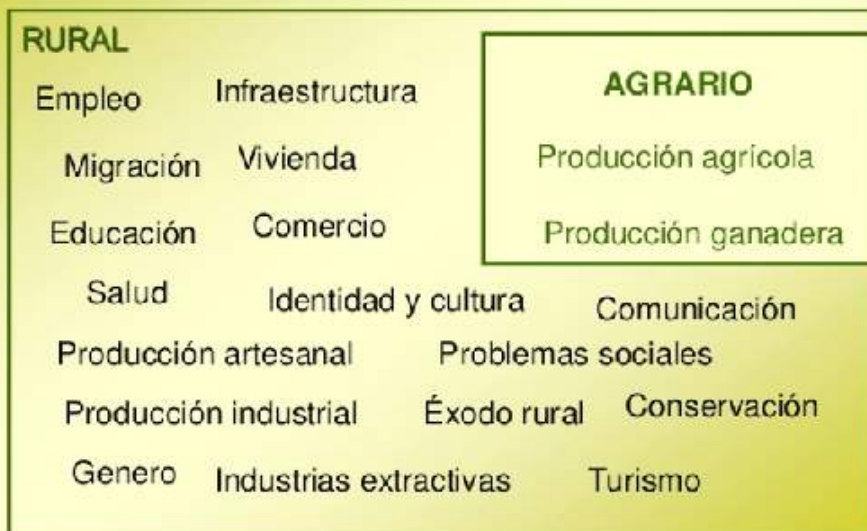 RURAL
AGRARIO
Empleo Infraestructura
Migración Vivienda
Producción agrícola
Educación Comercio
Producción ganadera
Salud Identidad y cultura Comunicación
Producción artesanal Problemas sociales
Producción industrial Éxodo rural Conservación
Genero Industrias extractivas Turismo